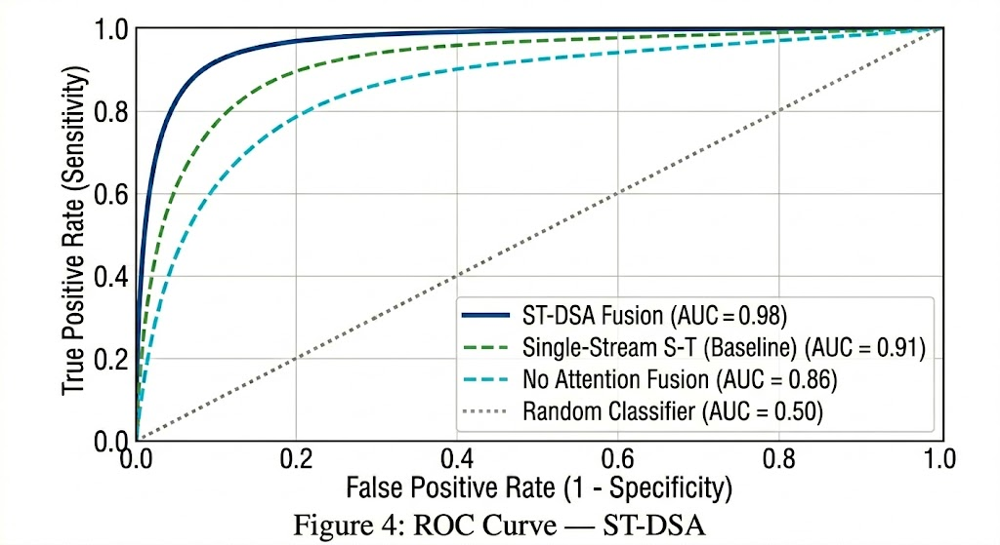 1.0
0.8
0.6
0.4
0.2
0.0
True Positive Rate (Sensitivity)
ST-DSA Fusion (AUC = 0.98)
Single-Stream S-T (Baseline) (AUC = 0.91)
No Attention Fusion (AUC = 0.86)
Random Classifier (AUC = 0.50)
0.0 0.2 0.4 0.6 0.8 1.0
False Positive Rate (1 - Specificity)
Figure 4: ROC Curve — ST-DSA